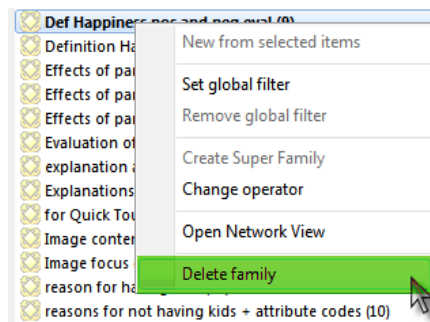 Def Happiness pos and neg eval (9)
Definition Ha
Effects of par
Effects of par
Effects of par
Evaluation of
explanation
Explanations
for Quick Tou
Image conter
Image focus
reason for ha
reasons for not having kids + attribute codes (10)
New from selected items
Set global filter
Remove global filter
Create Super Family
Change operator
Open Network View
Delete family